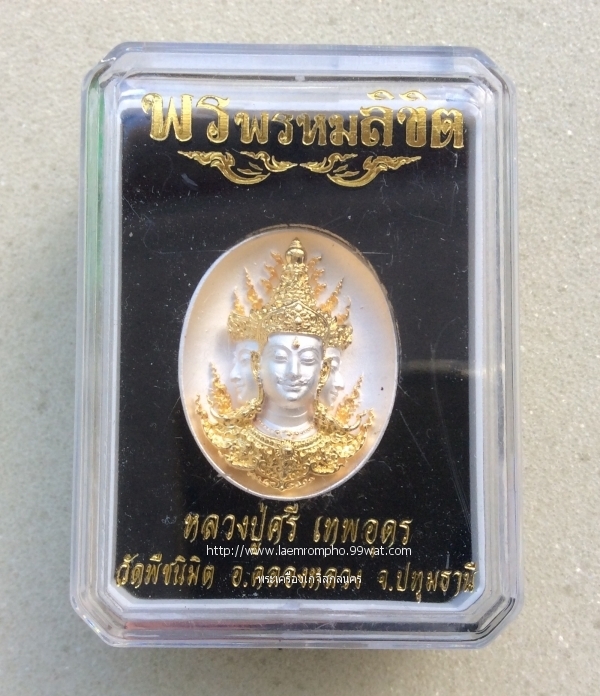 พรพรหมลิขิต
หลวงปู่ศรี เทพอดร
http://www.laemrompho.99wat.com
วัดพืชนิมิต อ.คลองหลวง จ.ปทุมธานี